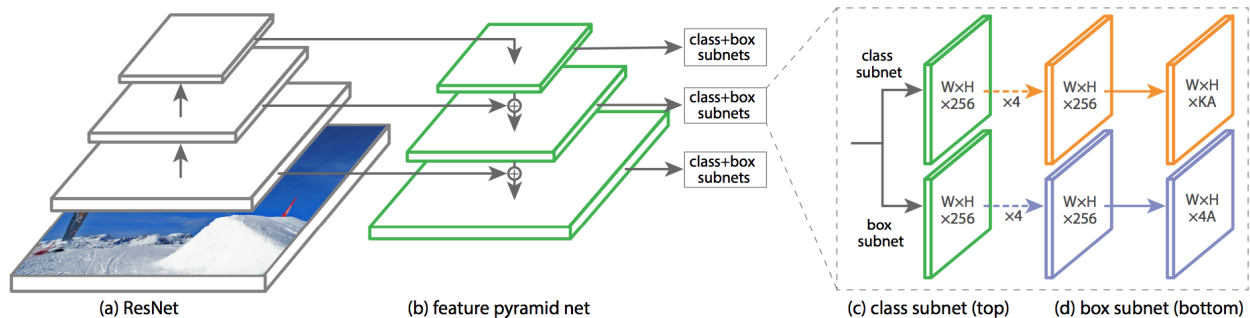 class+box
subnets
class+box
subnets
class+box
subnets
class
subnet
W×H
×256
×4
W×H
×256
W×H
×KA
box
subnet
W×H
×256
×4
W×H
×256
W×H
×4A
(a) ResNet
(b) feature pyramid net
(c) class subnet (top)
(d) box subnet (bottom)